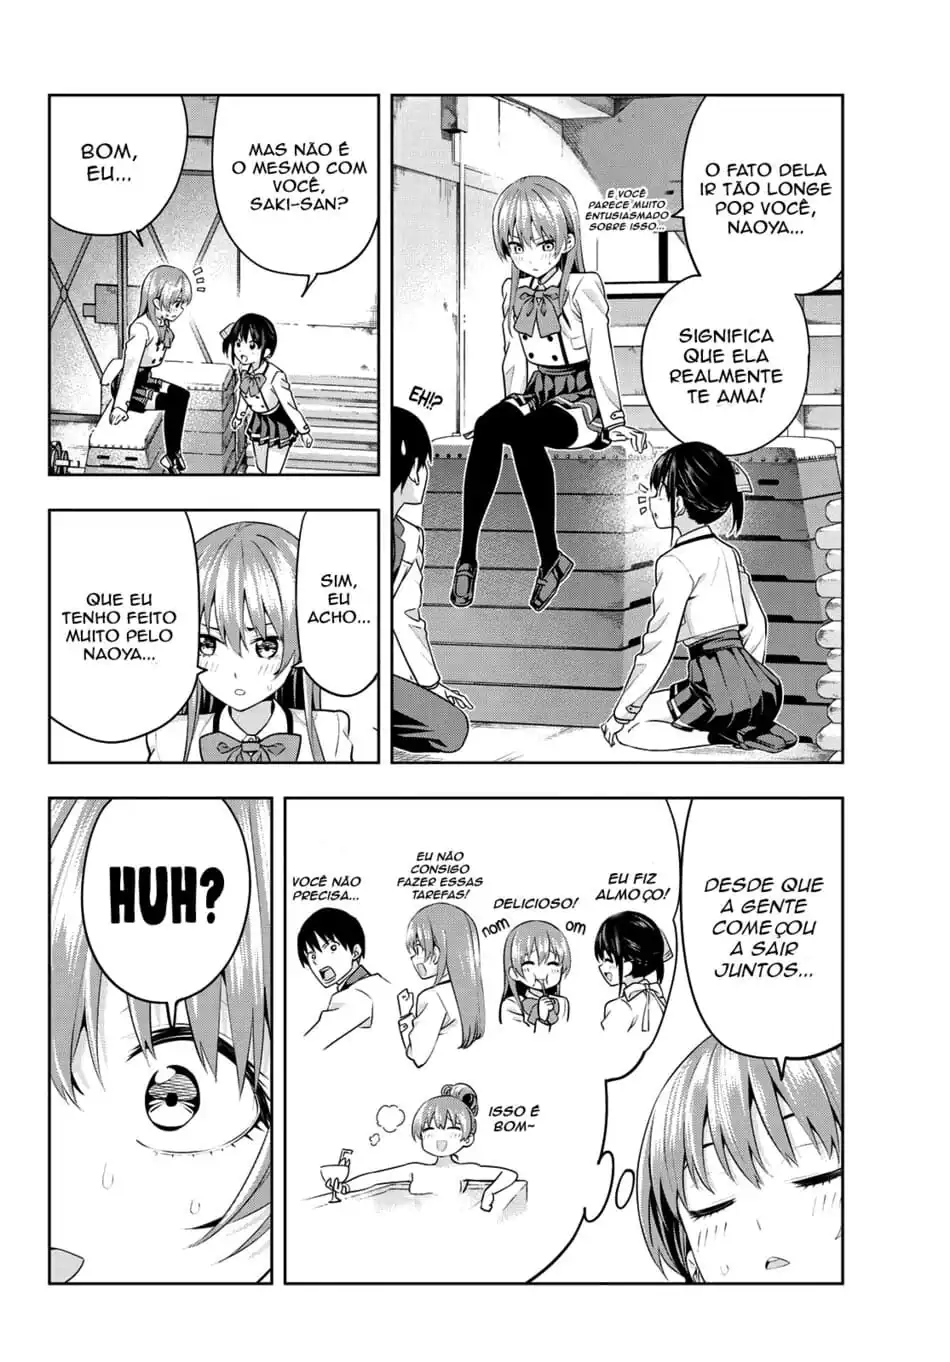 O FATO DELA
IR TÃO LONGE
POR VOCÊ,
NAOYA...
E VOCÊ
PARECE MUITO
ENTUSIASMADO
SOBRE ISSO...
SIGNIFICA
QUE ELA
REALMENTE
TE AMA!
EH!?
MAS NÃO É
O MESMO COM
VOCÊ,
SAKI-SAN?
BOM,
EU...
SIM,
EU
ACHO...
QUE EU
TENHO FEITO
MUITO PELO
NAOYA...
DESDE QUE
A GENTE
COMEÇOU
A SAIR
JUNTOS...
EU FIZ
ALMOÇO!
DELICIOSO!
nom
om
EU NÃO
CONSIGO
FAZER ESSAS
TAREFAS!
VOCÊ NÃO
PRECISA...
ISSO É
BOM~
HUH?